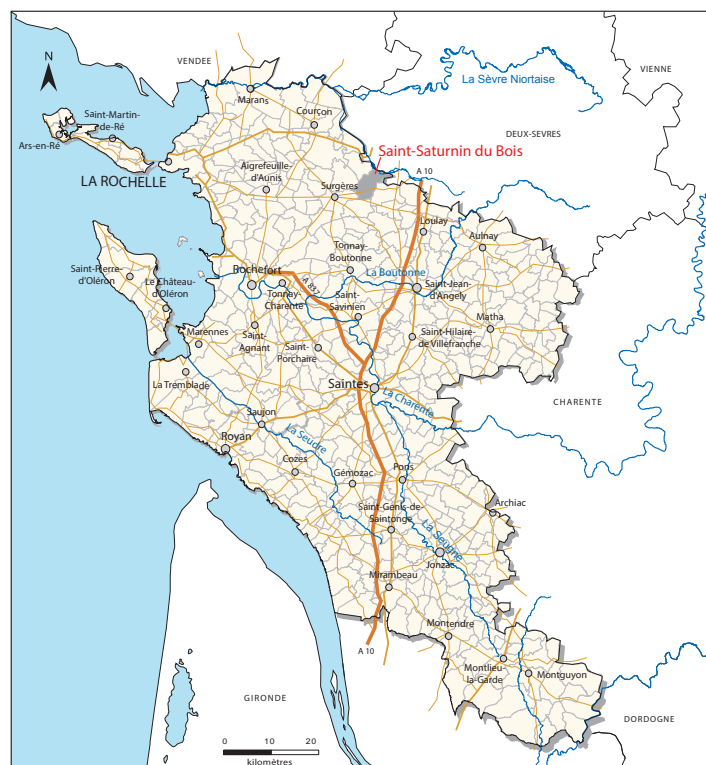 VENDEE
N
La Sèvre Niortaise
VIENNE
Marans
Saint-Martin-
de-Ré
Courçon
DEUX-SEVRES
Ars-en-Ré
Saint-Saturnin du Bois
Aigrefeuille-
d'Aunis
A 10
LA ROCHELLE
Surgères
Loulay
Aulnay
Tonnay-
Boutonne
Saint-Pierre-
d'Oléron
Rochefort
La Boutonne
Le Château-
d'Oléron
A 837
Tonnay-
Charente
Saint-Jean
d'Angely
Saint-
Savinien
Matha
Marennes
Saint-
Agnant
Saint-Hilaire
de Villefranche
Saint-
Porchaire
La Tremblade
Saintes
La Charente
CHARENTE
Saujon
Royan
La Seudre
Cozes
Gémozac
Pons
Archiac
Saint-Genis-de-
Saintonge
La Seugne
Jonzac
Mirambeau
Montendre
A 10
Montlieu
la-Garde
Montguyon
GIRONDE
DORDOGNE
0 10 20
kilomètres